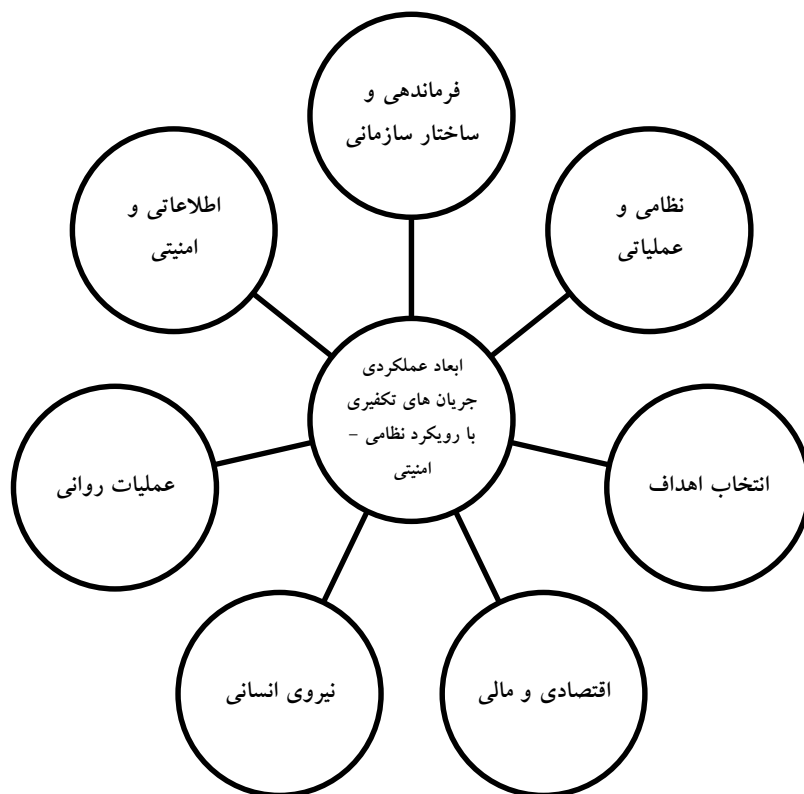 فرماندهی و
ساختار سازمانی
نظامی و
عملیاتی
اطلاعاتی و
امنیتی
ابعاد عملکردی
جریان های تکفیری
با رویکرد نظامی –
امنیتی
انتخاب اهداف
عملیات روانی
اقتصادی و مالی
نیروی انسانی